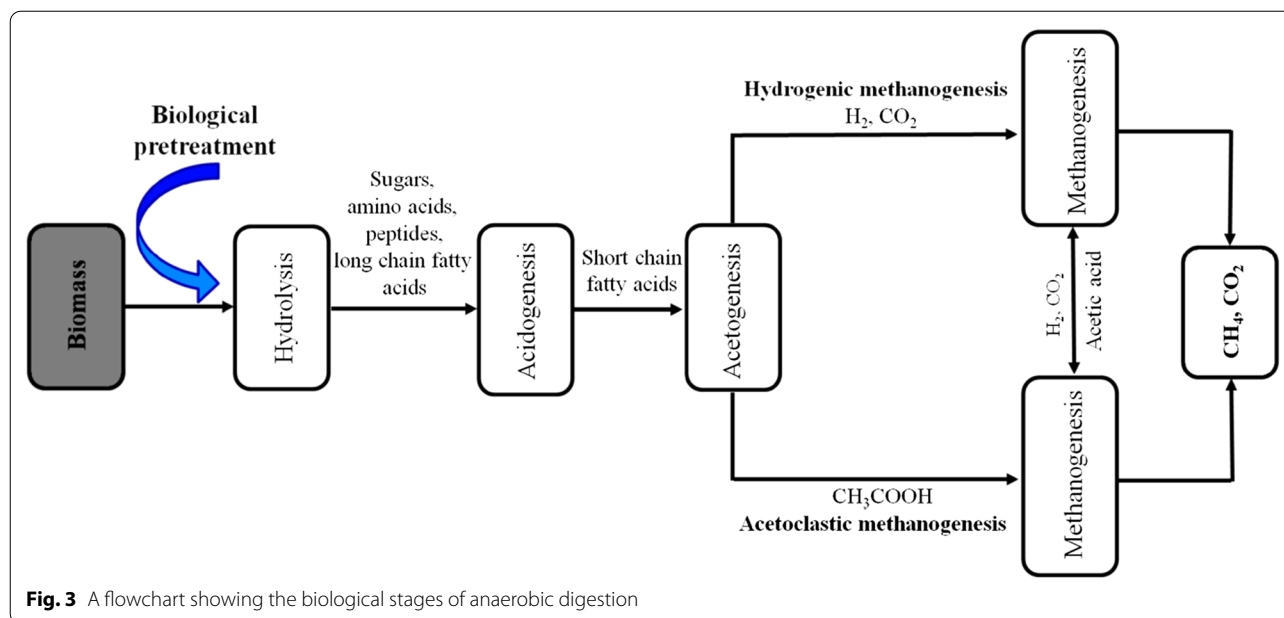 Biological
pretreatment
Biomass
Hydrolysis
Sugars,
amino acids,
peptides,
long chain fatty
acids
Acidogenesis
Short chain
fatty acids
Acetogenesis
Hydrogenic methanogenesis
H₂, CO₂
Methanogenesis
H₂, CO₂
Acetic acid
CH₃COOH
Acetoclastic methanogenesis
Methanogenesis
CH₄, CO₂
Fig. 3 A flowchart showing the biological stages of anaerobic digestion